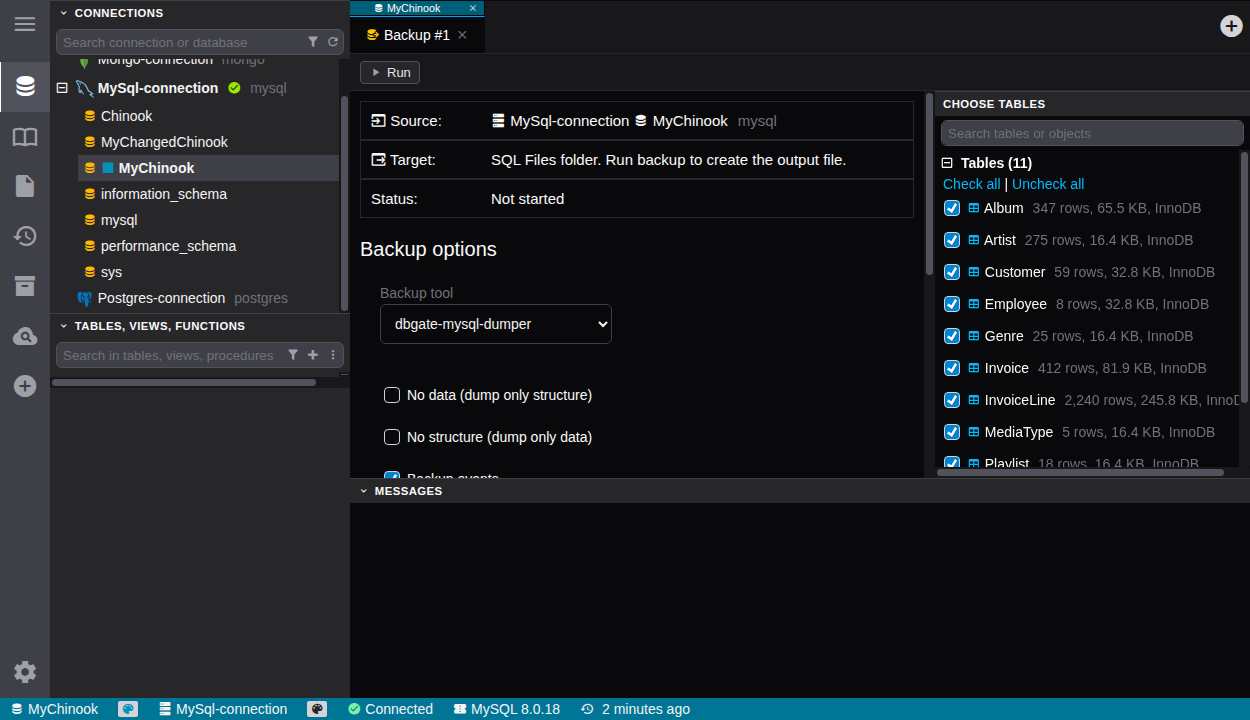 CONNECTIONS
Search connection or database
Mongo-connection mongo
MySql-connection mysql
Chinook
MyChangedChinook
MyChinook
information_schema
mysql
performance_schema
sys
Postgres-connection postgres
TABLES, VIEWS, FUNCTIONS
Search in tables, views, procedures
MyChinook
Backup #1
Run
Source: MySql-connection MyChinook mysql
Target: SQL Files folder. Run backup to create the output file.
Status: Not started
Backup options
Backup tool
dbgate-mysql-dumper
No data (dump only structure)
No structure (dump only data)
Backup events
CHOOSE TABLES
Search tables or objects
Tables (11)
Check all | Uncheck all
Album 347 rows, 65.5 KB, InnoDB
Artist 275 rows, 16.4 KB, InnoDB
Customer 59 rows, 32.8 KB, InnoDB
Employee 8 rows, 32.8 KB, InnoDB
Genre 25 rows, 16.4 KB, InnoDB
Invoice 412 rows, 81.9 KB, InnoDB
InvoiceLine 2,240 rows, 245.8 KB, InnoD
MediaType 5 rows, 16.4 KB, InnoDB
Playlist 18 rows, 16.4 KB, InnoDB
MESSAGES
MyChinook MySql-connection Connected MySQL 8.0.18 2 minutes ago